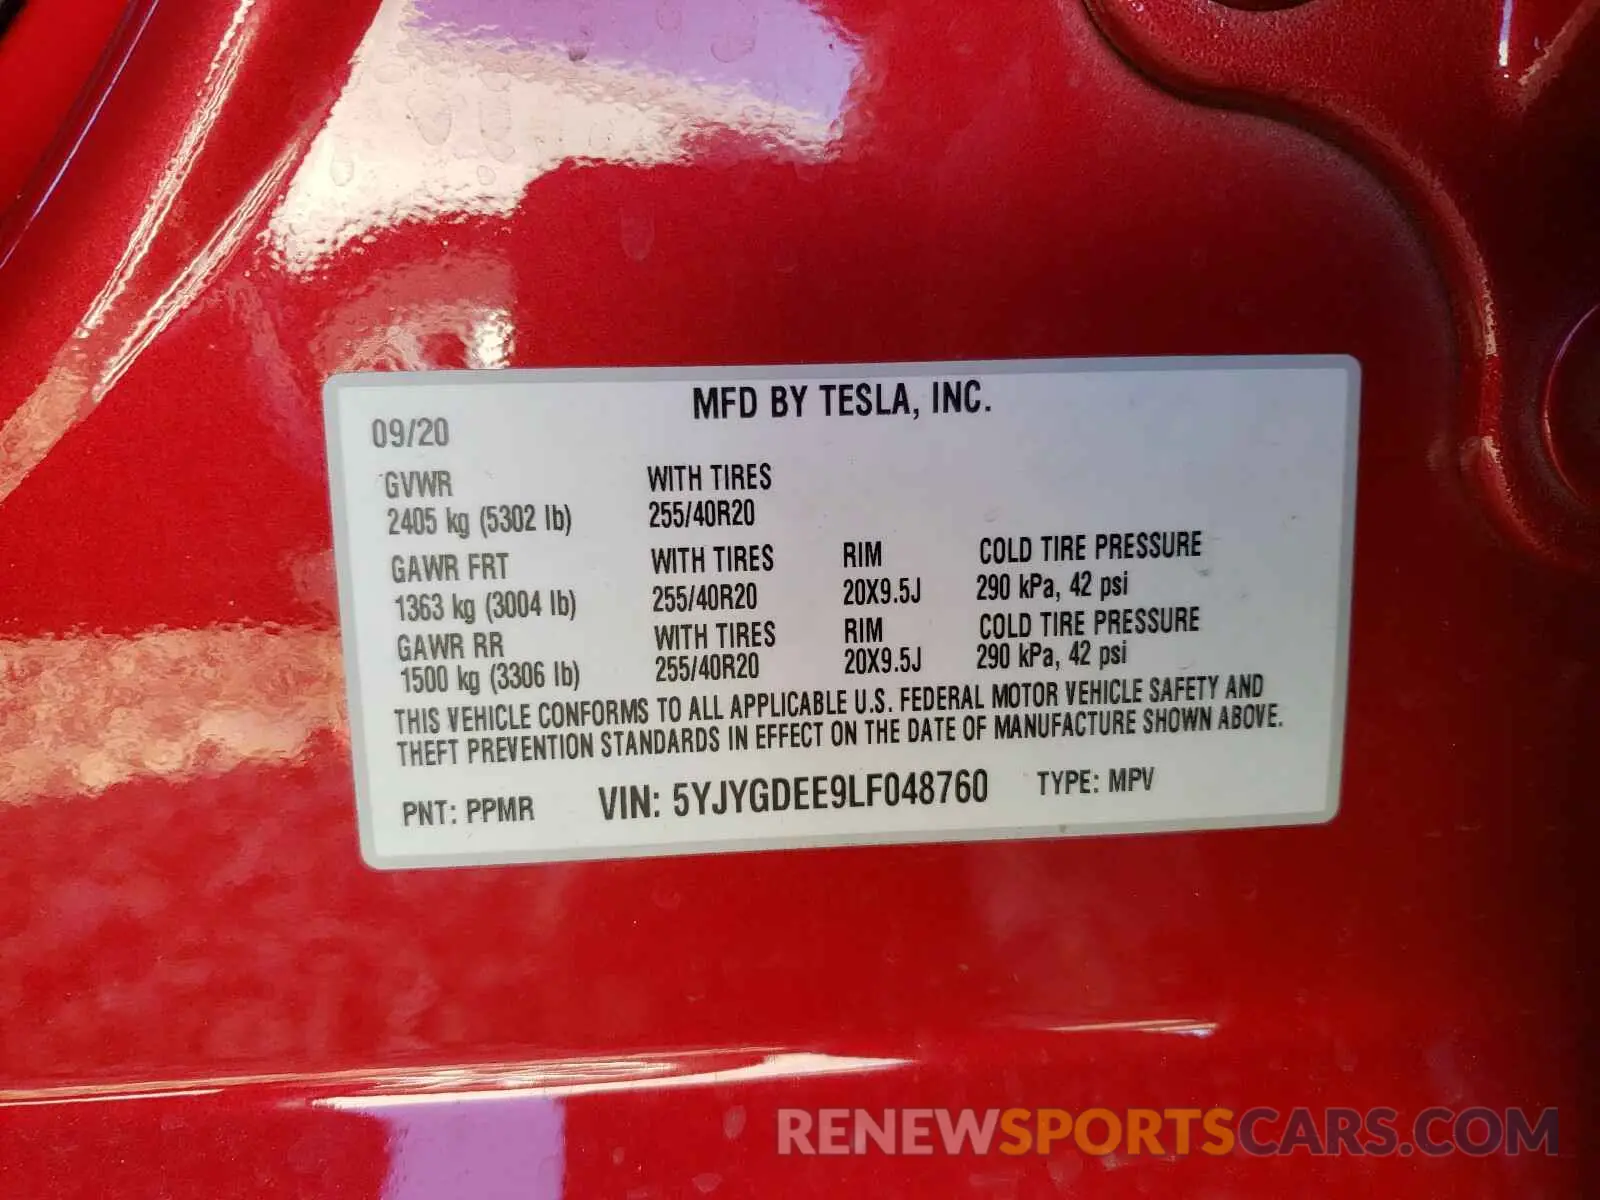 MFD BY TESLA, INC.
09/20
GVWR WITH TIRES
2405 kg (5302 lb) 255/40R20
GAWR FRT WITH TIRES RIM COLD TIRE PRESSURE
1363 kg (3004 lb) 255/40R20 20X9.5J 290 kPa, 42 psi
GAWR RR WITH TIRES RIM COLD TIRE PRESSURE
1500 kg (3306 lb) 255/40R20 20X9.5J 290 kPa, 42 psi
THIS VEHICLE CONFORMS TO ALL APPLICABLE U.S. FEDERAL MOTOR VEHICLE SAFETY AND
THEFT PREVENTION STANDARDS IN EFFECT ON THE DATE OF MANUFACTURE SHOWN ABOVE.
PNT: PPMR VIN: 5YJYGDEE9LF048760 TYPE: MPV
RENEWSPORTSCARS.COM